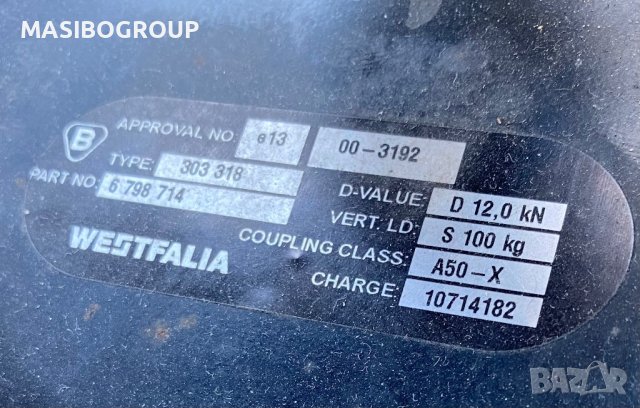 MASIBOGROUP
B
APPROVAL NO: e13 00-3192
TYPE: 303 318
PART NO: 6 798 714
D-VALUE: D 12,0 kN
VERT. LD: S 100 kg
COUPLING CLASS: A50-X
CHARGE: 10714182
WESTFALIA
BAZAR